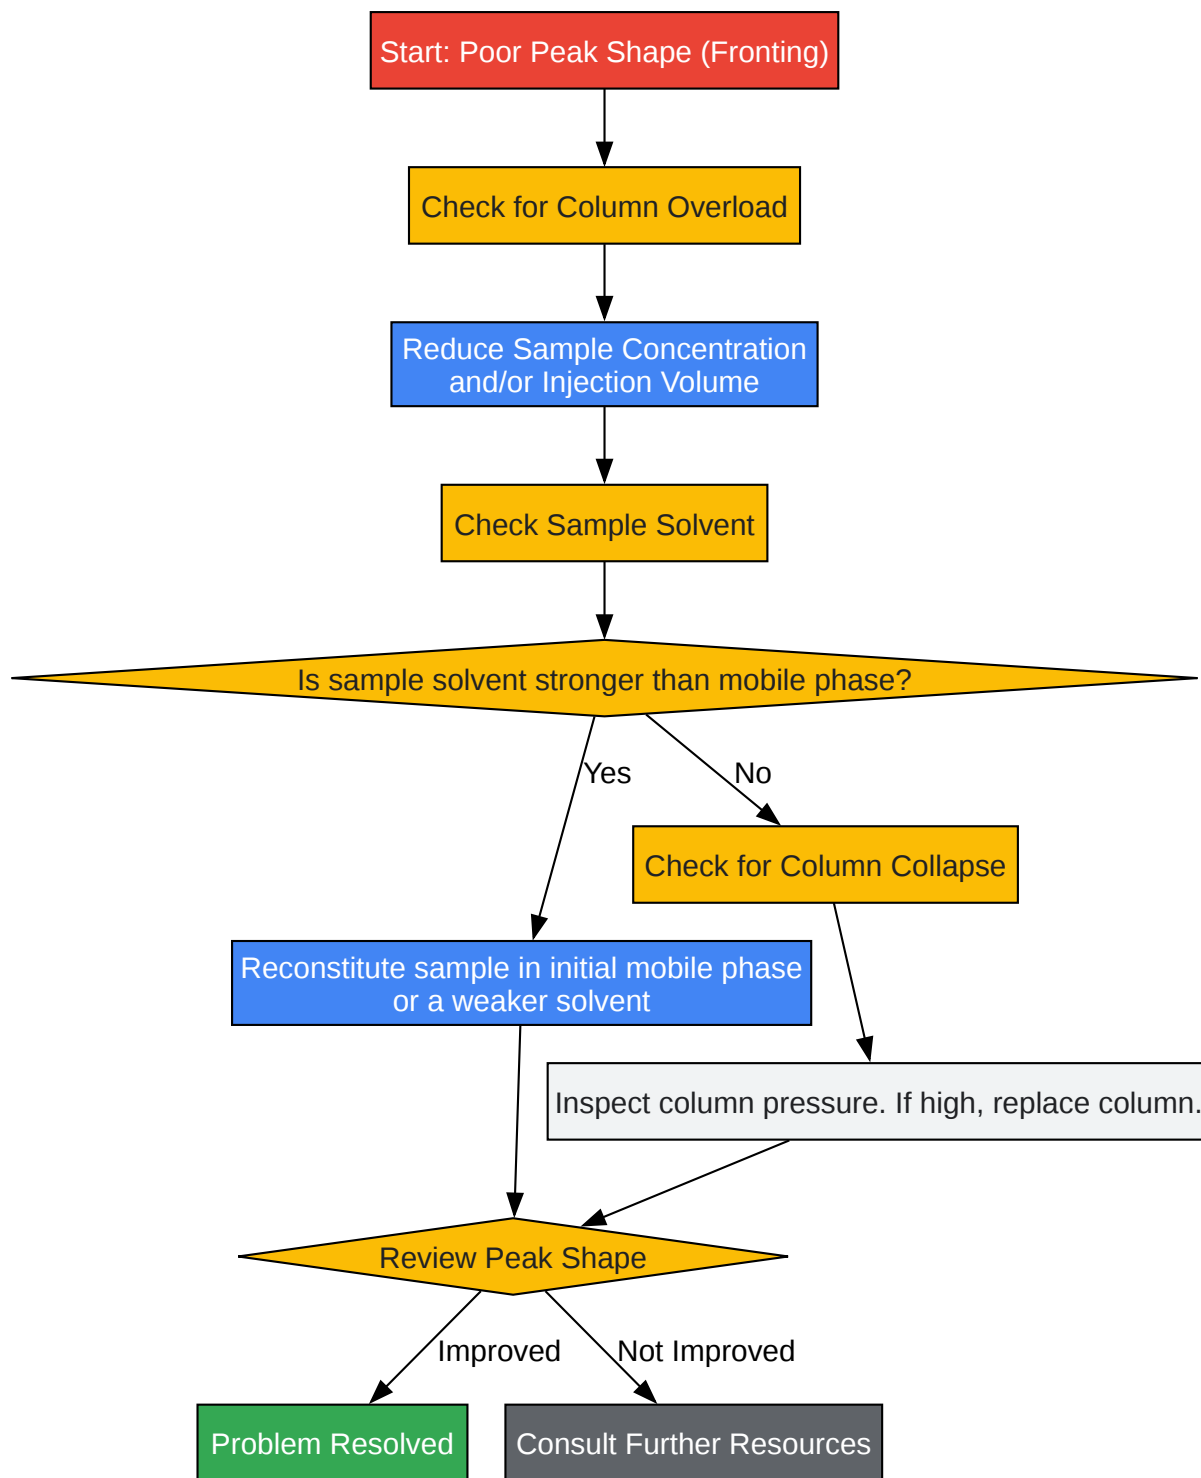 Start: Poor Peak Shape (Fronting)
Check for Column Overload
Reduce Sample Concentration
and/or Injection Volume
Check Sample Solvent
Is sample solvent stronger than mobile phase?
Yes
No
Check for Column Collapse
Reconstitute sample in initial mobile phase
or a weaker solvent
Inspect column pressure. If high, replace column.
Review Peak Shape
Improved
Not Improved
Problem Resolved
Consult Further Resources